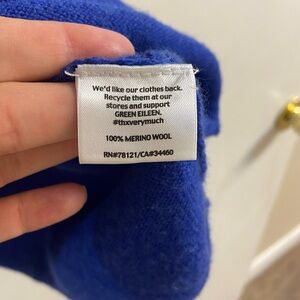 We'd like our clothes back.
Recycle them at our
stores and support
GREEN EILEEN.
#thxverymuch
100% MERINO WOOL
RN#78121/CA#34460